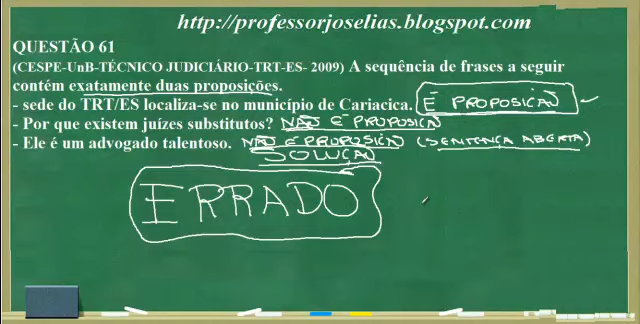 http://professorjoselias.blogspot.com
QUESTÃO 61
(CESPE-UnB-TÉCNICO JUDICIÁRIO-TRT-ES- 2009) A sequência de frases a seguir
contém exatamente duas proposições.
- sede do TRT/ES localiza-se no município de Cariacica. É PROPOSIÇÃO
- Por que existem juízes substitutos? NÃO É PROPOSIÇÃO
- Ele é um advogado talentoso. NÃO É PROPOSIÇÃO (SENTENÇA ABERTA)
SOLUÇÃO
ERRADO